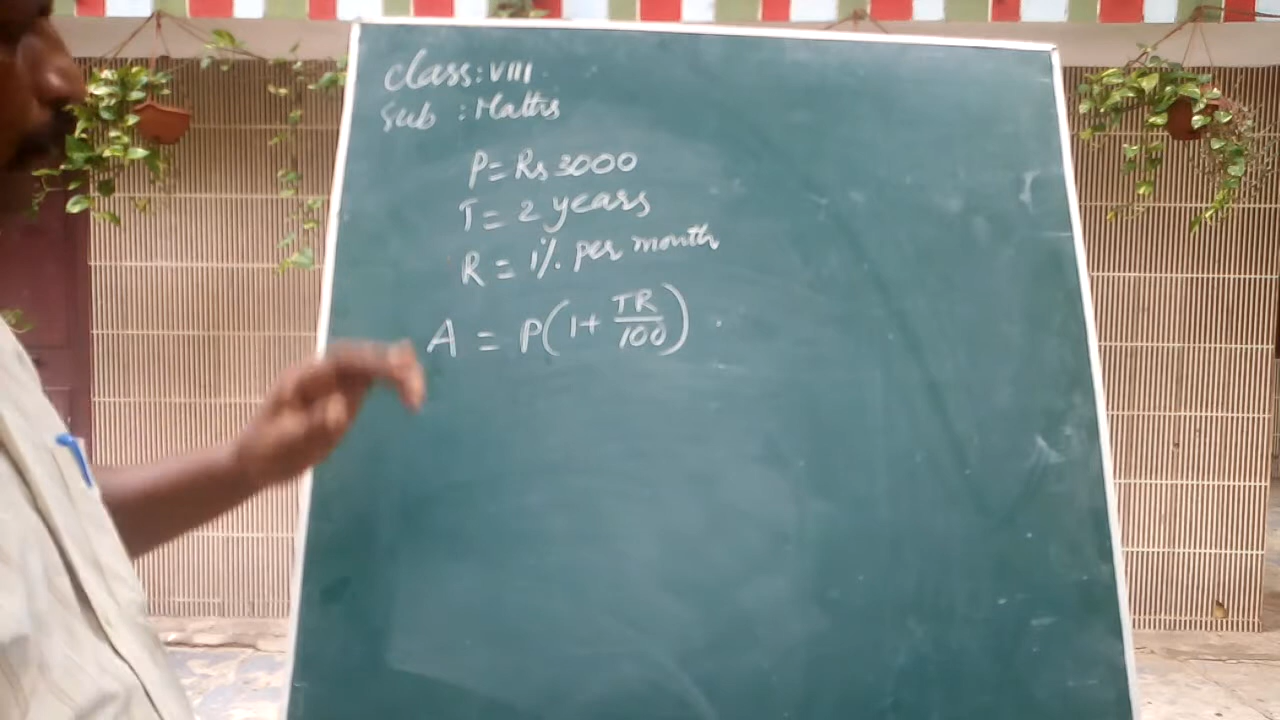 Class: VIII
Sub : Maths
P = Rs 3000
T = 2 years
R = 1% per month
A = P(1 + TR/100)